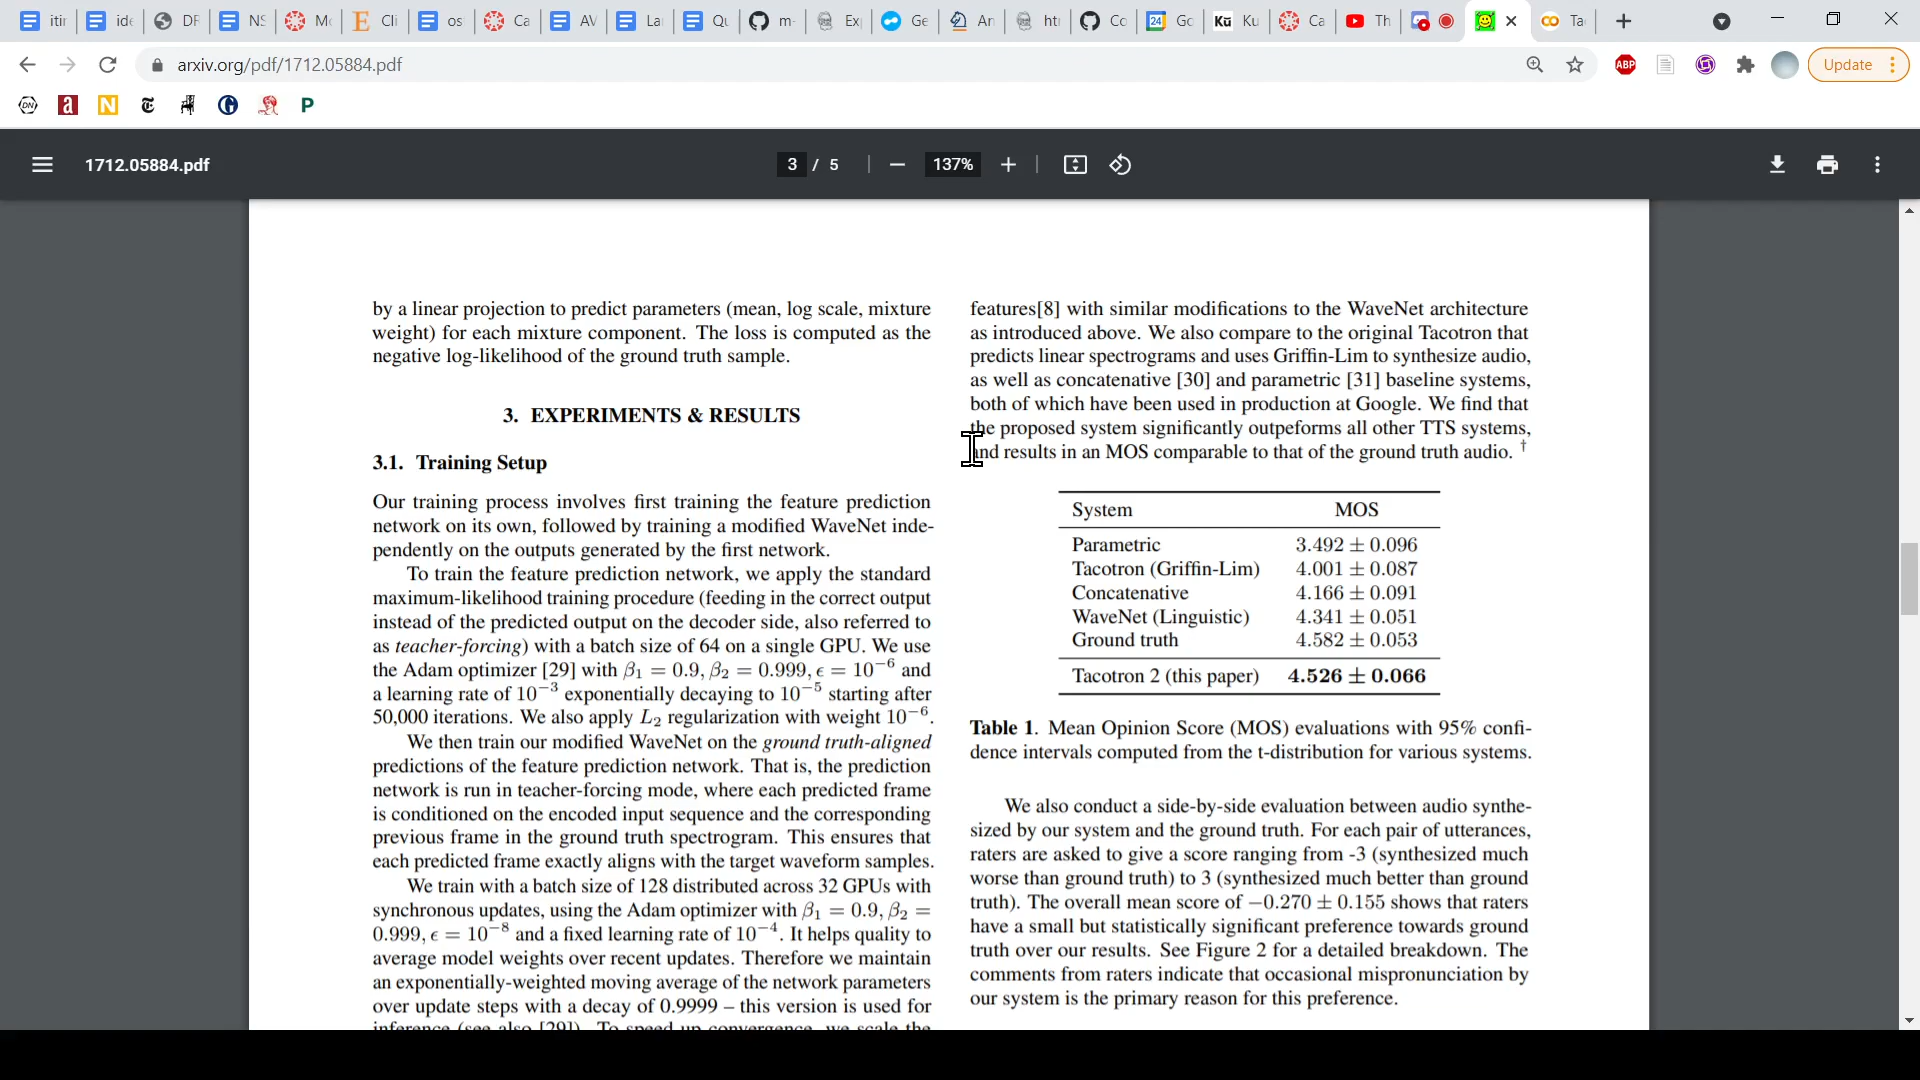 itir
ide
DF
NS
Mo
Cli
os
Ca
AV
La
Qu
m-
Ex
Ge
An
htt
Co
24
Go
Kū
Ku
Ca
Th
Ta
arxiv.org/pdf/1712.05884.pdf
ABP
Update
DN
a
N
P
1712.05884.pdf
3 / 5
137%
by a linear projection to predict parameters (mean, log scale, mixture
weight) for each mixture component. The loss is computed as the
negative log-likelihood of the ground truth sample.
3. EXPERIMENTS & RESULTS
3.1. Training Setup
Our training process involves first training the feature prediction
network on its own, followed by training a modified WaveNet inde-
pendently on the outputs generated by the first network.
To train the feature prediction network, we apply the standard
maximum-likelihood training procedure (feeding in the correct output
instead of the predicted output on the decoder side, also referred to
as teacher-forcing) with a batch size of 64 on a single GPU. We use
the Adam optimizer [29] with β₁ = 0.9, β₂ = 0.999, ϵ = 10⁻⁶ and
a learning rate of 10⁻³ exponentially decaying to 10⁻⁵ starting after
50,000 iterations. We also apply L₂ regularization with weight 10⁻⁶.
We then train our modified WaveNet on the ground truth-aligned
predictions of the feature prediction network. That is, the prediction
network is run in teacher-forcing mode, where each predicted frame
is conditioned on the encoded input sequence and the corresponding
previous frame in the ground truth spectrogram. This ensures that
each predicted frame exactly aligns with the target waveform samples.
We train with a batch size of 128 distributed across 32 GPUs with
synchronous updates, using the Adam optimizer with β₁ = 0.9, β₂ =
0.999, ϵ = 10⁻⁸ and a fixed learning rate of 10⁻⁴. It helps quality to
average model weights over recent updates. Therefore we maintain
an exponentially-weighted moving average of the network parameters
over update steps with a decay of 0.9999 – this version is used for
inference (see also [29]). To speed up convergence, we scale the
features[8] with similar modifications to the WaveNet architecture
as introduced above. We also compare to the original Tacotron that
predicts linear spectrograms and uses Griffin-Lim to synthesize audio,
as well as concatenative [30] and parametric [31] baseline systems,
both of which have been used in production at Google. We find that
the proposed system significantly outpeforms all other TTS systems,
and results in an MOS comparable to that of the ground truth audio. †
System MOS
Parametric 3.492 ± 0.096
Tacotron (Griffin-Lim) 4.001 ± 0.087
Concatenative 4.166 ± 0.091
WaveNet (Linguistic) 4.341 ± 0.051
Ground truth 4.582 ± 0.053
Tacotron 2 (this paper) 4.526 ± 0.066
Table 1. Mean Opinion Score (MOS) evaluations with 95% confi-
dence intervals computed from the t-distribution for various systems.
We also conduct a side-by-side evaluation between audio synthe-
sized by our system and the ground truth. For each pair of utterances,
raters are asked to give a score ranging from -3 (synthesized much
worse than ground truth) to 3 (synthesized much better than ground
truth). The overall mean score of −0.270 ± 0.155 shows that raters
have a small but statistically significant preference towards ground
truth over our results. See Figure 2 for a detailed breakdown. The
comments from raters indicate that occasional mispronunciation by
our system is the primary reason for this preference.